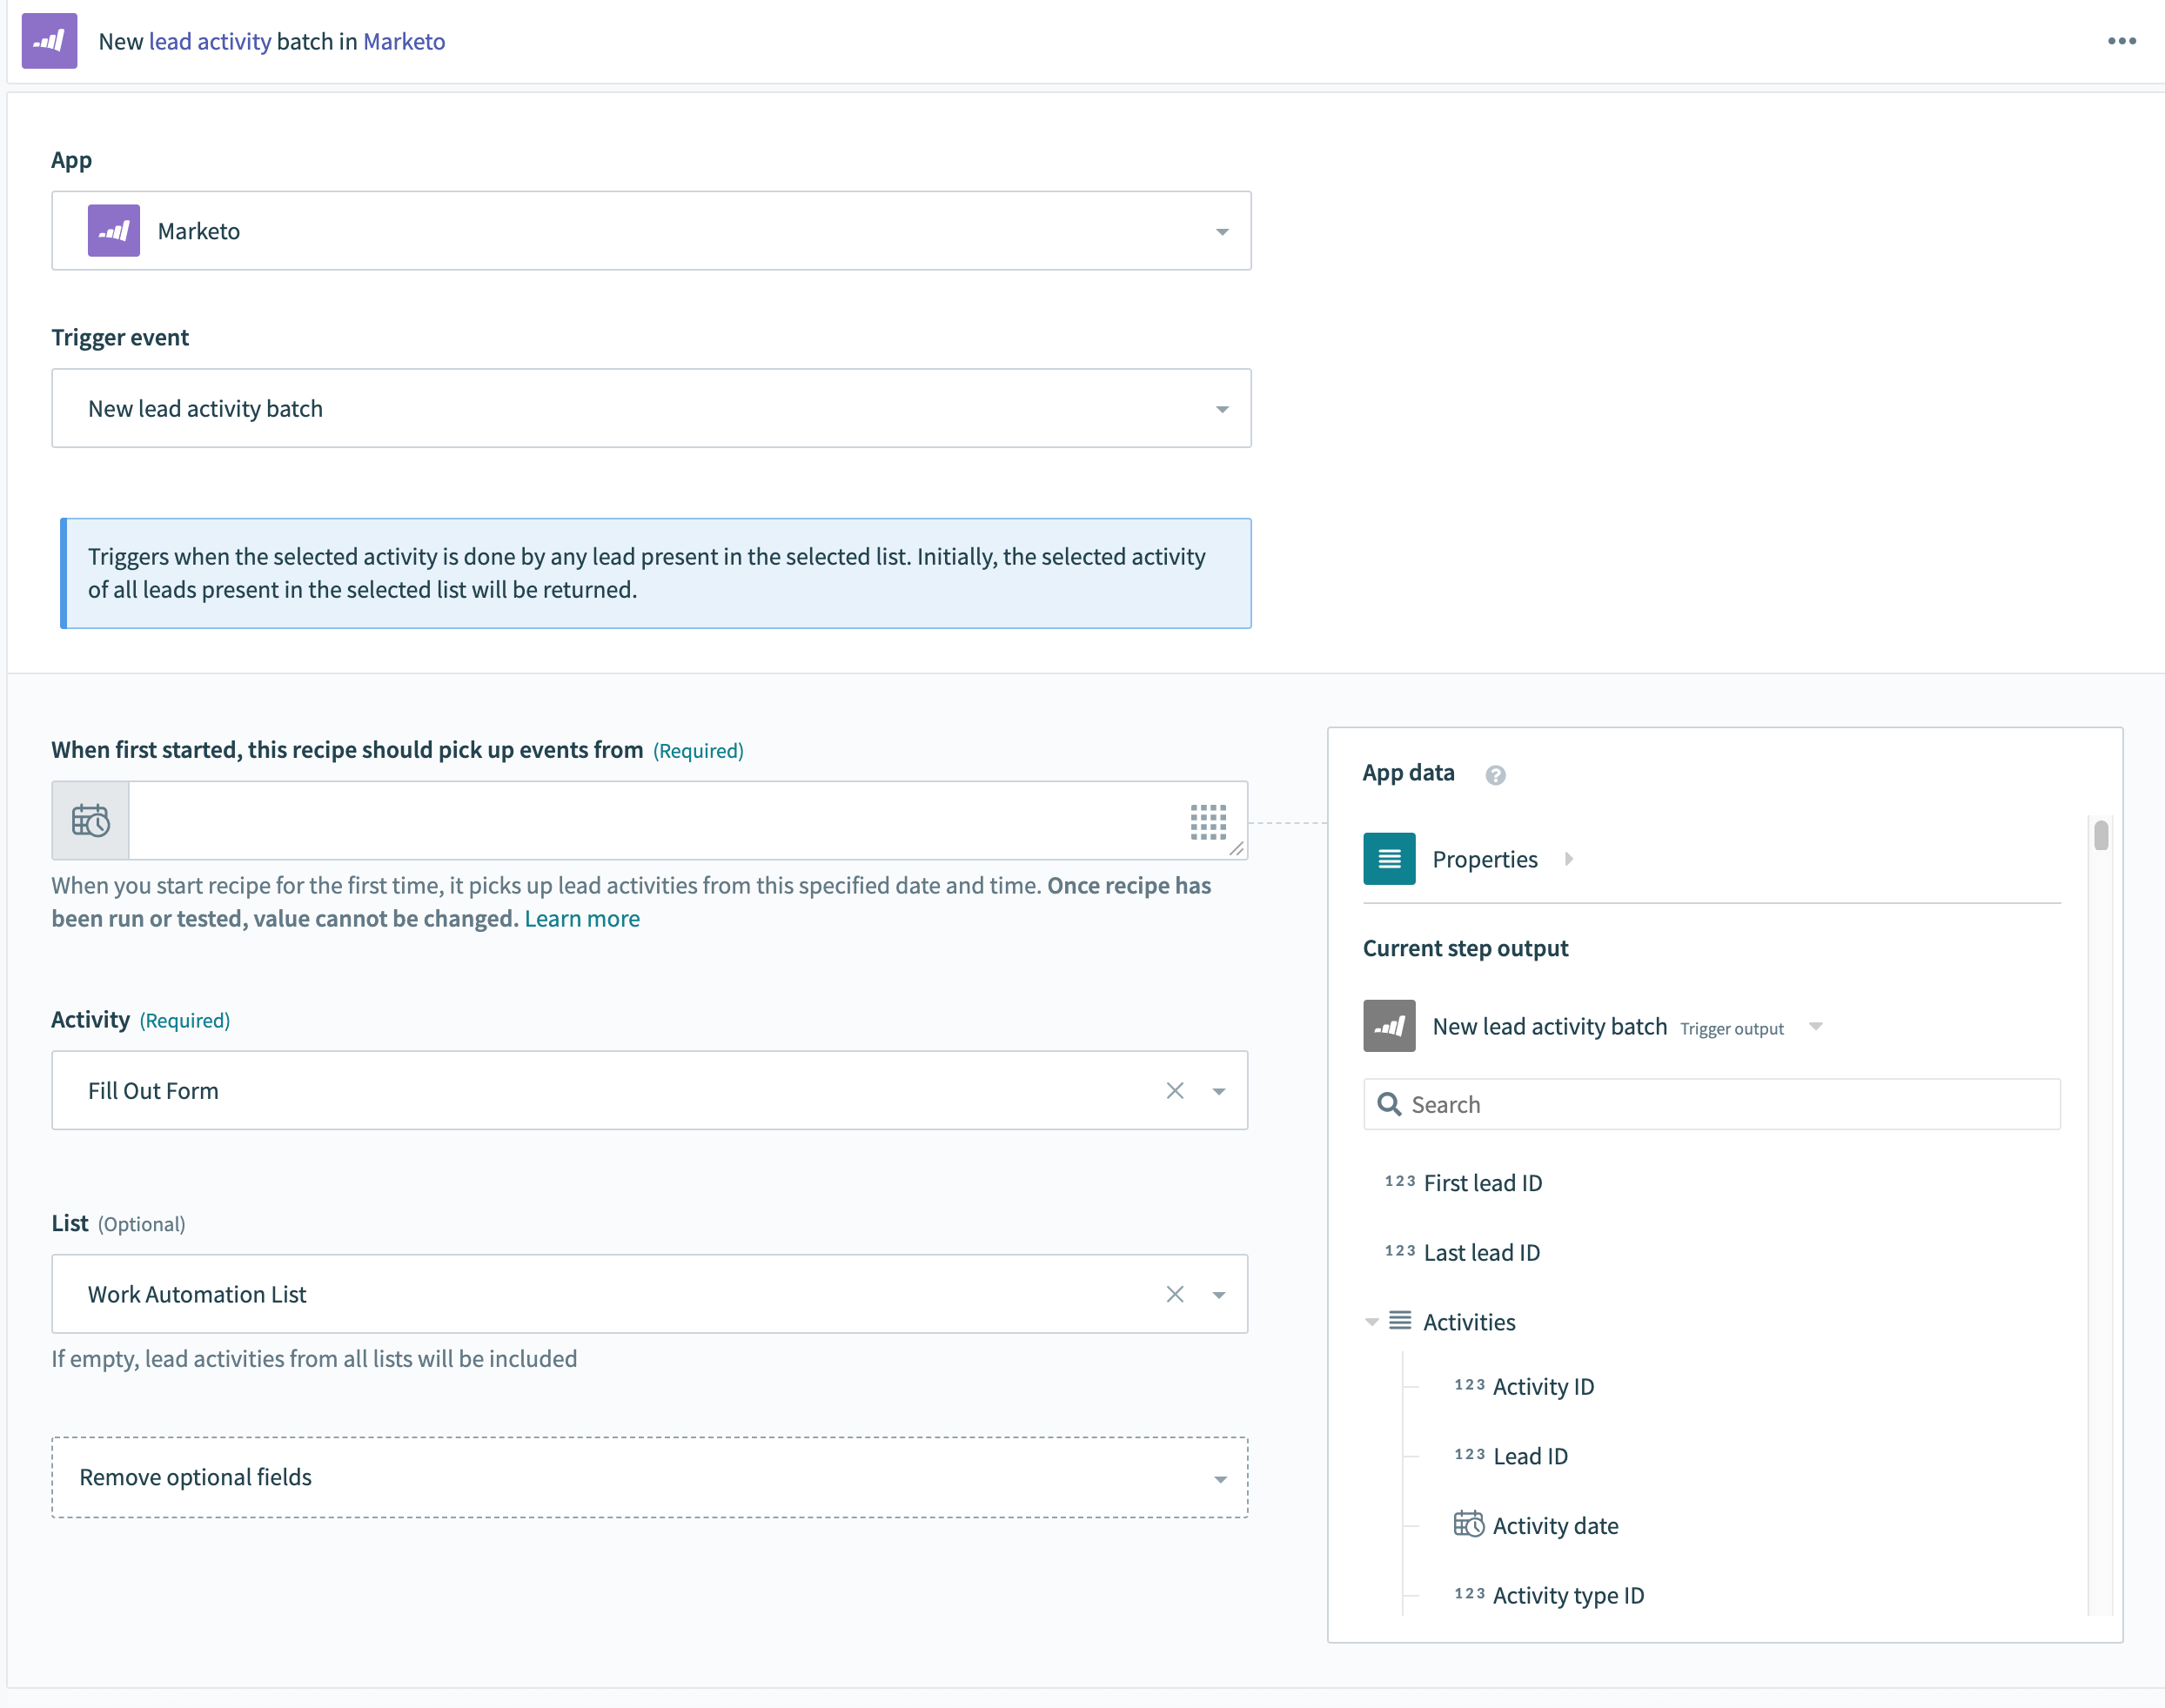 New lead activity batch in Marketo
App
Marketo
Trigger event
New lead activity batch
Triggers when the selected activity is done by any lead present in the selected list. Initially, the selected activity
of all leads present in the selected list will be returned.
When first started, this recipe should pick up events from (Required)
When you start recipe for the first time, it picks up lead activities from this specified date and time. Once recipe has
been run or tested, value cannot be changed. Learn more
Activity (Required)
Fill Out Form
List (Optional)
Work Automation List
If empty, lead activities from all lists will be included
Remove optional fields
App data ?
Properties
Current step output
New lead activity batch Trigger output
Search
123 First lead ID
123 Last lead ID
Activities
123 Activity ID
123 Lead ID
Activity date
123 Activity type ID